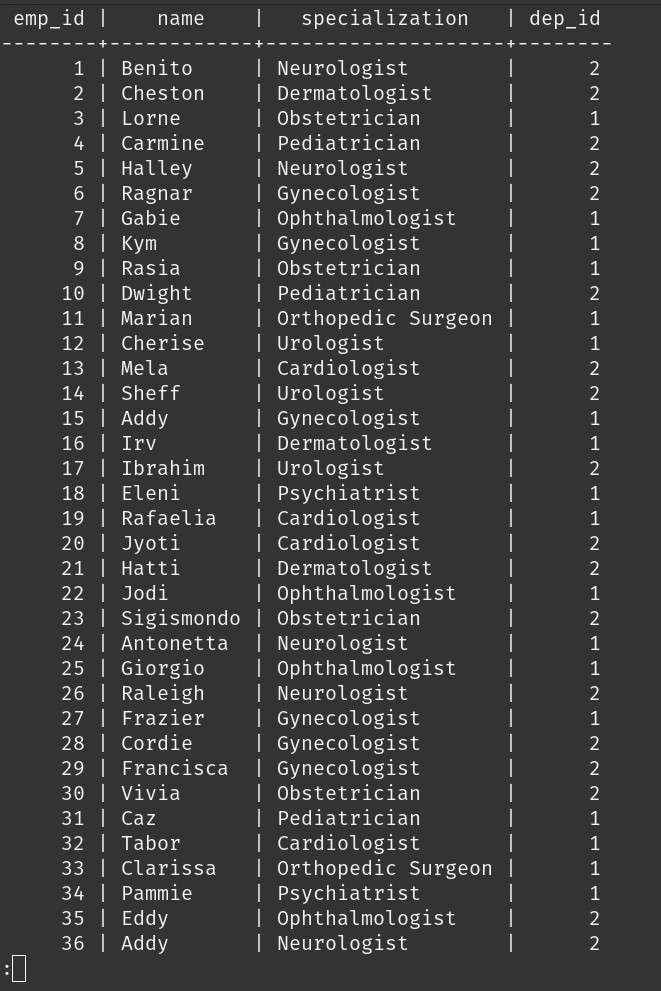 emp_id |    name    |   specialization   | dep_id
--------+------------+--------------------+--------
      1 | Benito     | Neurologist        |      2
      2 | Cheston    | Dermatologist      |      2
      3 | Lorne      | Obstetrician       |      1
      4 | Carmine    | Pediatrician       |      2
      5 | Halley     | Neurologist        |      2
      6 | Ragnar     | Gynecologist       |      2
      7 | Gabie      | Ophthalmologist    |      1
      8 | Kym        | Gynecologist       |      1
      9 | Rasia      | Obstetrician       |      1
     10 | Dwight     | Pediatrician       |      2
     11 | Marian     | Orthopedic Surgeon |      1
     12 | Cherise    | Urologist          |      1
     13 | Mela       | Cardiologist       |      2
     14 | Sheff      | Urologist          |      2
     15 | Addy       | Gynecologist       |      1
     16 | Irv        | Dermatologist      |      1
     17 | Ibrahim    | Urologist          |      2
     18 | Eleni      | Psychiatrist       |      1
     19 | Rafaelia   | Cardiologist       |      1
     20 | Jyoti      | Cardiologist       |      2
     21 | Hatti      | Dermatologist      |      2
     22 | Jodi       | Ophthalmologist    |      1
     23 | Sigismondo | Obstetrician       |      2
     24 | Antonetta  | Neurologist        |      1
     25 | Giorgio    | Ophthalmologist    |      1
     26 | Raleigh    | Neurologist        |      2
     27 | Frazier    | Gynecologist       |      1
     28 | Cordie     | Gynecologist       |      2
     29 | Francisca  | Gynecologist       |      2
     30 | Vivia      | Obstetrician       |      2
     31 | Caz        | Pediatrician       |      1
     32 | Tabor      | Cardiologist       |      1
     33 | Clarissa   | Orthopedic Surgeon |      1
     34 | Pammie     | Psychiatrist       |      1
     35 | Eddy       | Ophthalmologist    |      2
     36 | Addy       | Neurologist        |      2
: